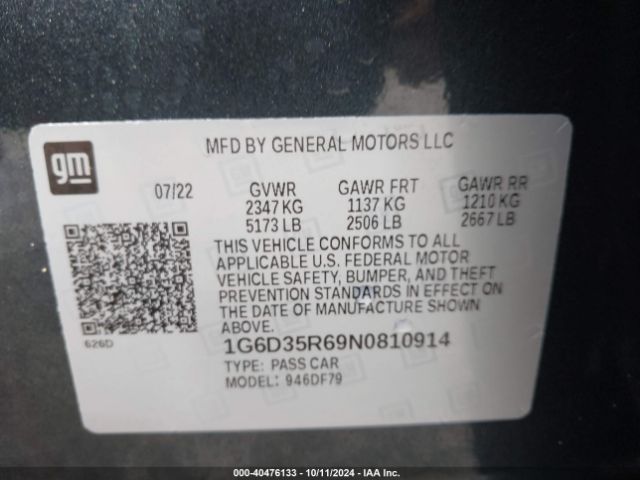 gm
MFD BY GENERAL MOTORS LLC
07/22 GVWR GAWR FRT GAWR RR
2347 KG 1137 KG 1210 KG
5173 LB 2506 LB 2667 LB
THIS VEHICLE CONFORMS TO ALL
APPLICABLE U.S. FEDERAL MOTOR
VEHICLE SAFETY, BUMPER, AND THEFT
PREVENTION STANDARDS IN EFFECT ON
THE DATE OF MANUFACTURE SHOWN
ABOVE.
626D
1G6D35R69N0810914
TYPE: PASS CAR
MODEL: 946DF79
000-40476133 - 10/11/2024 - IAA Inc.